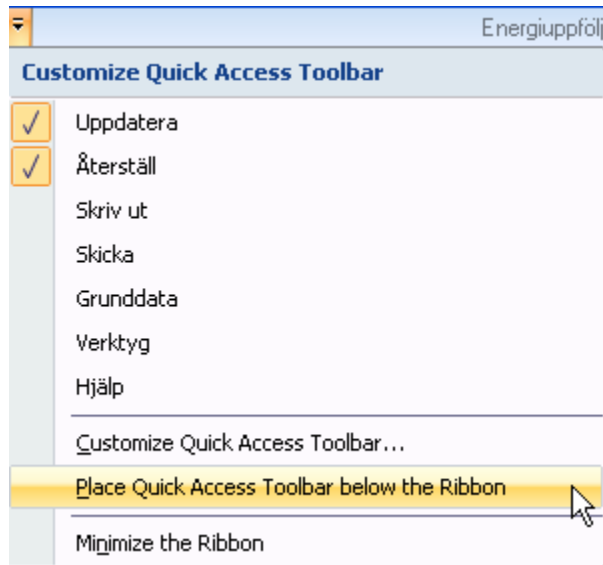 Energiuppföl
Customize Quick Access Toolbar
Uppdatera
Återställ
Skriv ut
Skicka
Grunddata
Verktyg
Hjälp
Customize Quick Access Toolbar...
Place Quick Access Toolbar below the Ribbon
Minimize the Ribbon